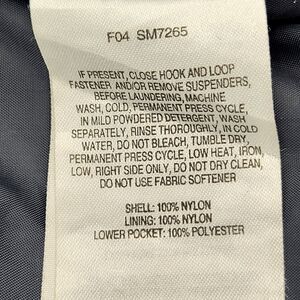 F04 SM7265
IF PRESENT, CLOSE HOOK AND LOOP
FASTENER AND/OR REMOVE SUSPENDERS,
BEFORE LAUNDERING, MACHINE
WASH, COLD, PERMANENT PRESS CYCLE,
IN MILD POWDERED DETERGENT, WASH
SEPARATELY, RINSE THOROUGHLY, IN COLD
WATER, DO NOT BLEACH, TUMBLE DRY,
PERMANENT PRESS CYCLE, LOW HEAT, IRON,
LOW, RIGHT SIDE ONLY, DO NOT DRY CLEAN,
DO NOT USE FABRIC SOFTENER
SHELL: 100% NYLON
LINING: 100% NYLON
LOWER POCKET: 100% POLYESTER